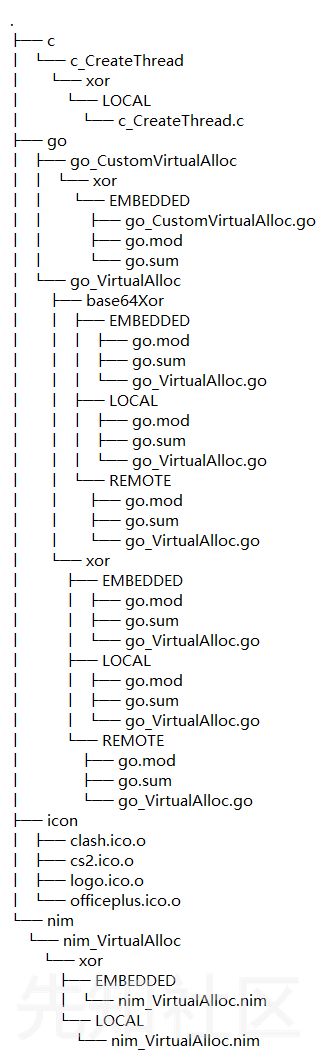 .
├── c
│   └── c_CreateThread
│       └── xor
│           └── LOCAL
│               └── c_CreateThread.c
├── go
│   ├── go_CustomVirtualAlloc
│   │   └── xor
│   │       └── EMBEDDED
│   │           ├── go_CustomVirtualAlloc.go
│   │           ├── go.mod
│   │           └── go.sum
│   └── go_VirtualAlloc
│       ├── base64Xor
│       │   ├── EMBEDDED
│       │   │   ├── go.mod
│       │   │   ├── go.sum
│       │   │   └── go_VirtualAlloc.go
│       │   ├── LOCAL
│       │   │   ├── go.mod
│       │   │   ├── go.sum
│       │   │   └── go_VirtualAlloc.go
│       │   └── REMOTE
│       │       ├── go.mod
│       │       ├── go.sum
│       │       └── go_VirtualAlloc.go
│       └── xor
│           ├── EMBEDDED
│           │   ├── go.mod
│           │   ├── go.sum
│           │   └── go_VirtualAlloc.go
│           ├── LOCAL
│           │   ├── go.mod
│           │   ├── go.sum
│           │   └── go_VirtualAlloc.go
│           └── REMOTE
│               ├── go.mod
│               ├── go.sum
│               └── go_VirtualAlloc.go
├── icon
│   ├── clash.ico.o
│   ├── cs2.ico.o
│   ├── logo.ico.o
│   └── officeplus.ico.o
└── nim
    └── nim_VirtualAlloc
        └── xor
            ├── EMBEDDED
            │   └── nim_VirtualAlloc.nim
            └── LOCAL
                └── nim_VirtualAlloc.nim
先知社区